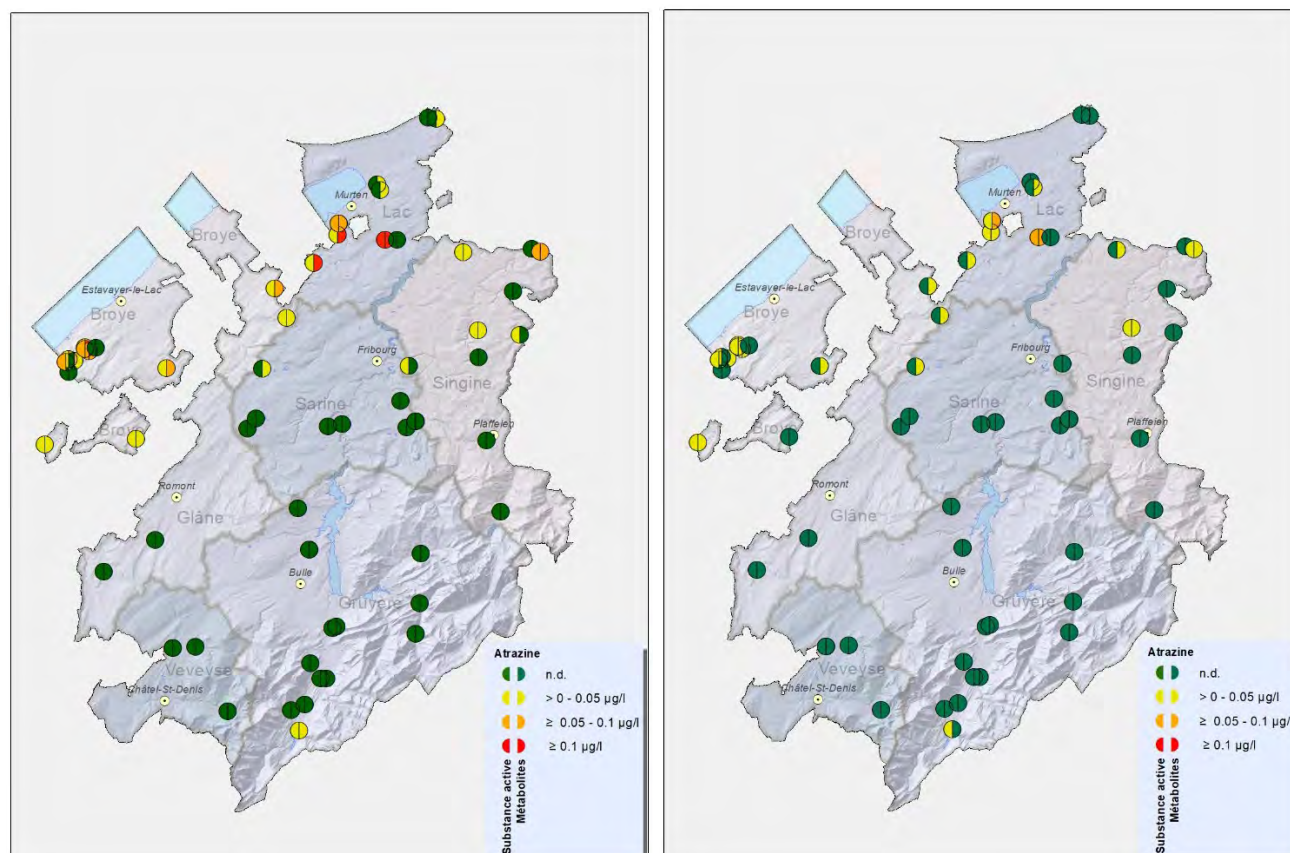 Murten
Lac
Broye
Estavayer-le-Lac
Broye
Fribourg
Singine
Sarine
Broye
Plaffeien
Romont
Glâne
Bulle
Gruyère
Veveyse
Châtel-St-Denis
Atrazine
n.d.
> 0 - 0.05 µg/l
≥ 0.05 - 0.1 µg/l
≥ 0.1 µg/l
Substance active
Métabolites
Murten
Lac
Broye
Estavayer-le-Lac
Broye
Fribourg
Singine
Sarine
Broye
Plaffeien
Romont
Glâne
Bulle
Gruyère
Veveyse
Châtel-St-Denis
Atrazine
n.d.
> 0 - 0.05 µg/l
≥ 0.05 - 0.1 µg/l
≥ 0.1 µg/l
Substance active
Métabolites